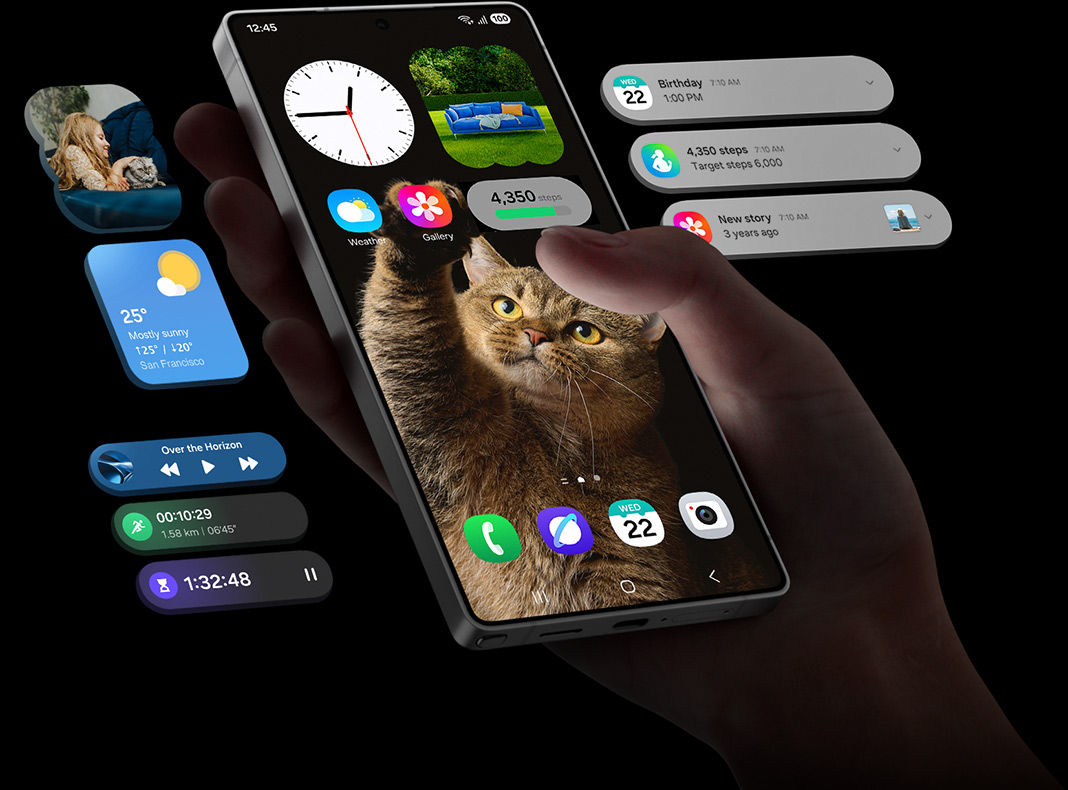 12:45
100
4,350 steps
Weather
Gallery
WED
22
WED
22
Birthday 7:10 AM
1:00 PM
4,350 steps 7:10 AM
Target steps 6,000
New story 7:10 AM
3 years ago
25°
Mostly sunny
↑25° | ↓20°
San Francisco
Over the Horizon
00:10:29
1.58 km | 06'45"
1:32:48